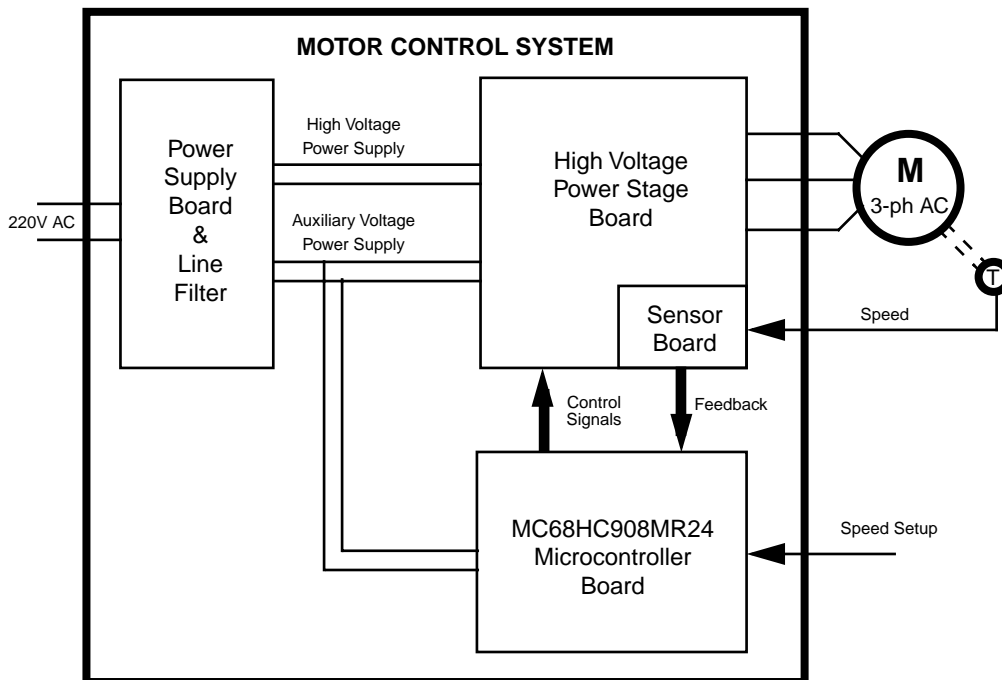 MOTOR CONTROL SYSTEM
220V AC
Power
Supply
Board
&
Line
Filter
High Voltage
Power Supply
Auxiliary Voltage
Power Supply
High Voltage
Power Stage
Board
Sensor
Board
M
3-ph AC
T
Speed
Control
Signals
Feedback
MC68HC908MR24
Microcontroller
Board
Speed Setup